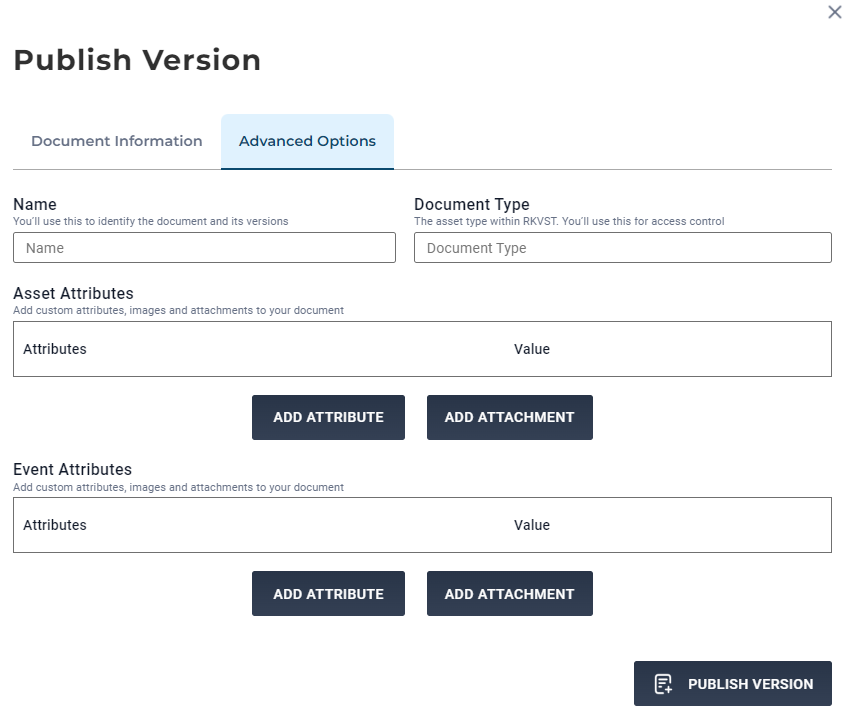 Publish Version
Document Information
Advanced Options
Name
Document Type
You'll use this to identify the document and its versions
The asset type within RKVST. You'll use this for access control
Name
Document Type
Asset Attributes
Add custom attributes, images and attachments to your document
Attributes
Value
ADD ATTRIBUTE
ADD ATTACHMENT
Event Attributes
Add custom attributes, images and attachments to your document
Attributes
Value
ADD ATTRIBUTE
ADD ATTACHMENT
PUBLISH VERSION